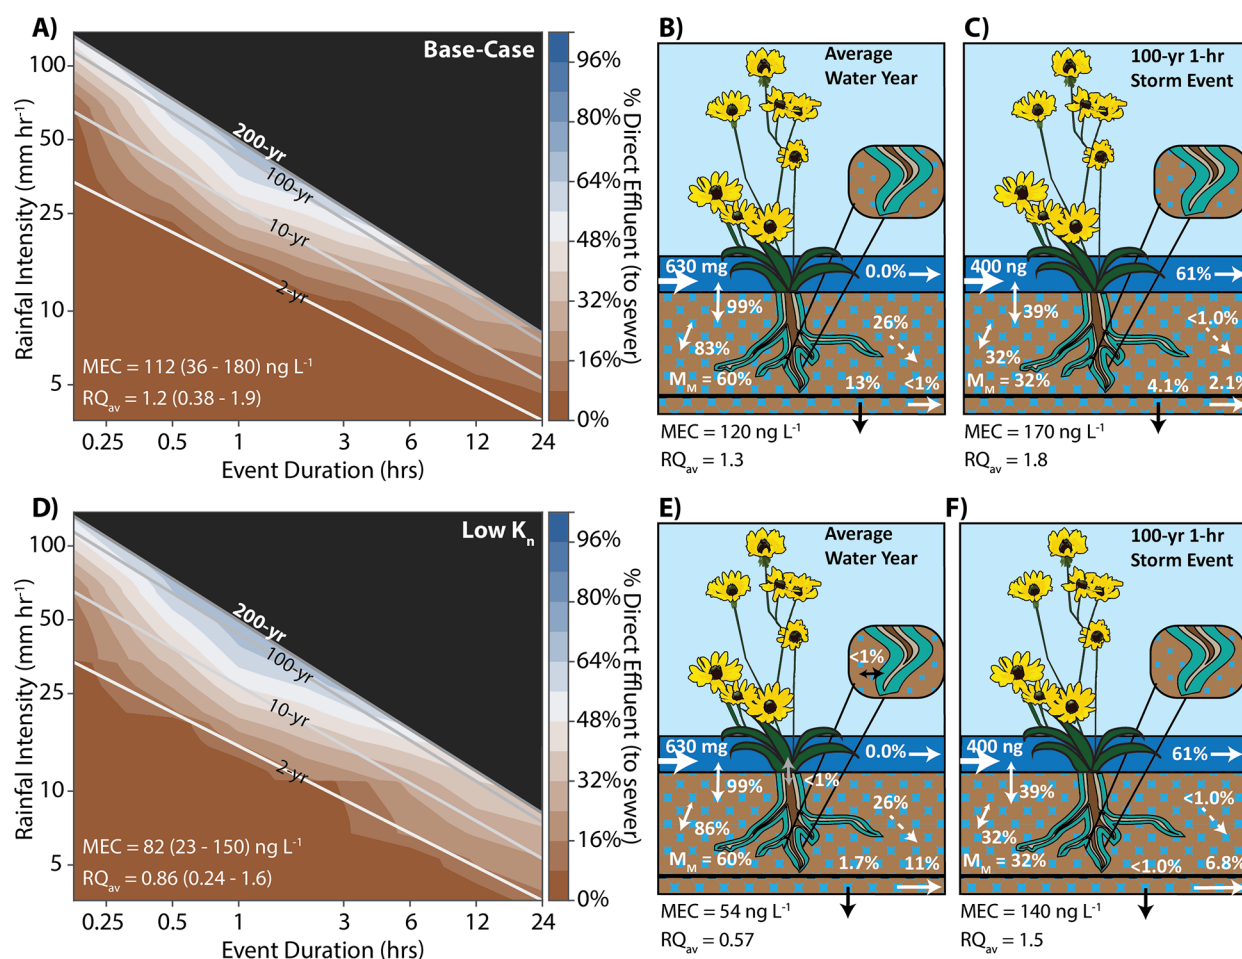 A)
Base-Case
Rainfall Intensity (mm hr⁻¹)
100
50
25
10
5
200-yr
100-yr
10-yr
2-yr
MEC = 112 (36 - 180) ng L⁻¹
RQav = 1.2 (0.38 - 1.9)
0.25 0.5 1 3 6 12 24
Event Duration (hrs)
96%
80%
64%
48%
32%
16%
0%
% Direct Effluent (to sewer)
B)
Average
Water Year
630 mg
0.0%
99%
26%
83%
MM = 60%
13%
<1%
MEC = 120 ng L⁻¹
RQav = 1.3
C)
100-yr 1-hr
Storm Event
400 ng
61%
39%
<1.0%
32%
MM = 32%
4.1%
2.1%
MEC = 170 ng L⁻¹
RQav = 1.8
D)
Low Kn
Rainfall Intensity (mm hr⁻¹)
100
50
25
10
5
200-yr
100-yr
10-yr
2-yr
MEC = 82 (23 - 150) ng L⁻¹
RQav = 0.86 (0.24 - 1.6)
0.25 0.5 1 3 6 12 24
Event Duration (hrs)
96%
80%
64%
48%
32%
16%
0%
% Direct Effluent (to sewer)
E)
Average
Water Year
<1%
630 mg
0.0%
99%
<1%
26%
86%
MM = 60%
1.7%
11%
MEC = 54 ng L⁻¹
RQav = 0.57
F)
100-yr 1-hr
Storm Event
400 ng
61%
39%
<1.0%
32%
MM = 32%
<1.0%
6.8%
MEC = 140 ng L⁻¹
RQav = 1.5